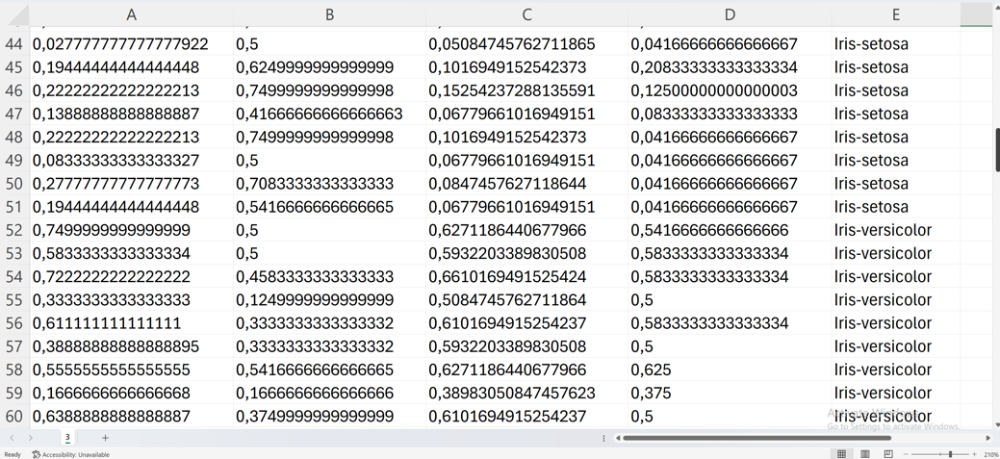 A B C D E
44 0,027777777777777922 0,5 0,05084745762711865 0,04166666666666667 Iris-setosa
45 0,19444444444444448 0,6249999999999999 0,1016949152542373 0,20833333333333334 Iris-setosa
46 0,22222222222222213 0,7499999999999998 0,15254237288135591 0,12500000000000003 Iris-setosa
47 0,13888888888888887 0,41666666666666663 0,06779661016949151 0,08333333333333333 Iris-setosa
48 0,22222222222222213 0,7499999999999998 0,1016949152542373 0,04166666666666667 Iris-setosa
49 0,08333333333333327 0,5 0,06779661016949151 0,04166666666666667 Iris-setosa
50 0,27777777777777773 0,7083333333333333 0,0847457627118644 0,04166666666666667 Iris-setosa
51 0,19444444444444448 0,5416666666666665 0,06779661016949151 0,04166666666666667 Iris-setosa
52 0,7499999999999999 0,5 0,6271186440677966 0,5416666666666666 Iris-versicolor
53 0,5833333333333334 0,5 0,5932203389830508 0,5833333333333334 Iris-versicolor
54 0,7222222222222222 0,4583333333333333 0,6610169491525424 0,5833333333333334 Iris-versicolor
55 0,3333333333333333 0,1249999999999999 0,5084745762711864 0,5 Iris-versicolor
56 0,611111111111111 0,3333333333333332 0,6101694915254237 0,5833333333333334 Iris-versicolor
57 0,38888888888888895 0,3333333333333332 0,5932203389830508 0,5 Iris-versicolor
58 0,5555555555555555 0,5416666666666665 0,6271186440677966 0,625 Iris-versicolor
59 0,1666666666666668 0,1666666666666666 0,38983050847457623 0,375 Iris-versicolor
60 0,6388888888888887 0,3749999999999999 0,6101694915254237 0,5 Iris-versicolor
Activate Windows
Go to Settings to activate Windows.
3
Ready Accessibility: Unavailable 210%